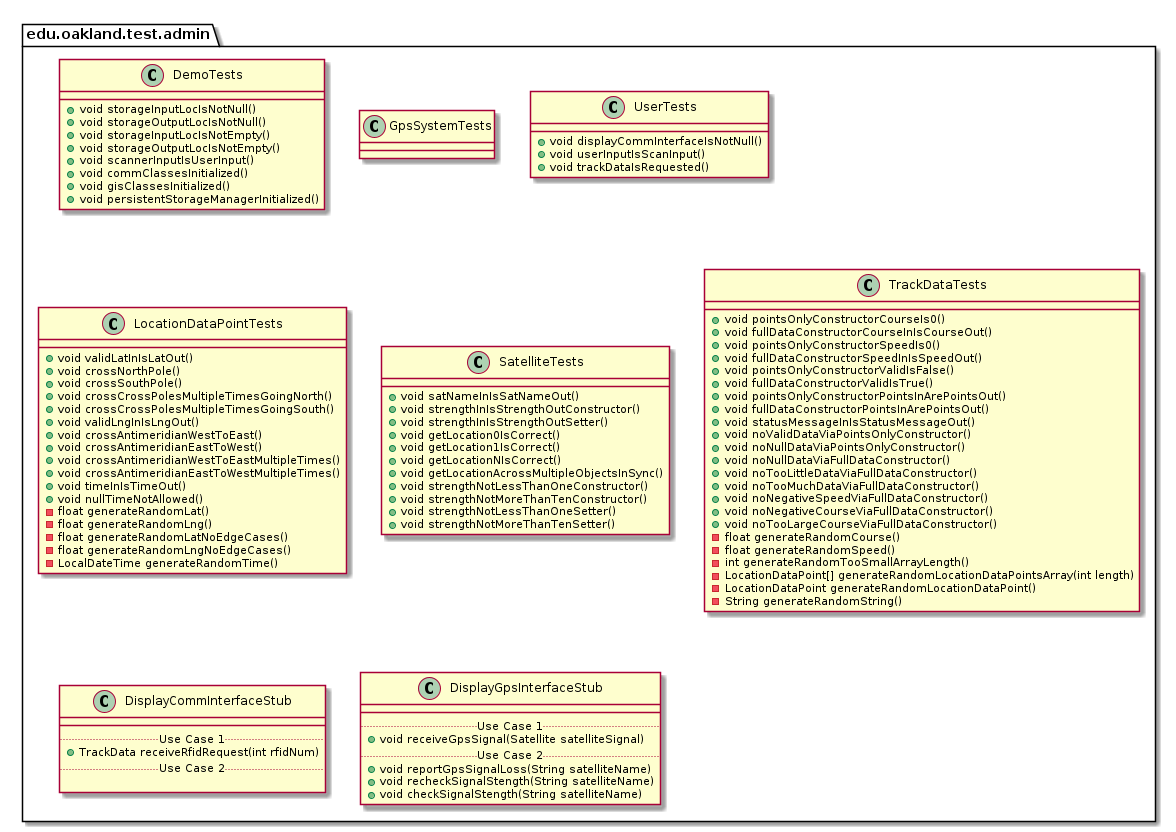 edu.oakland.test.admin
C DemoTests
void storageInputLocIsNotNull()
void storageOutputLocIsNotNull()
void storageInputLocIsNotEmpty()
void storageOutputLocIsNotEmpty()
void scannerInputIsUserInput()
void commClassesInitialized()
void gisClassesInitialized()
void persistentStorageManagerInitialized()
C GpsSystemTests
C UserTests
void displayCommInterfaceIsNotNull()
void userInputIsScanInput()
void trackDataIsRequested()
C LocationDataPointTests
void validLatInIsLatOut()
void crossNorthPole()
void crossSouthPole()
void crossCrossPolesMultipleTimesGoingNorth()
void crossCrossPolesMultipleTimesGoingSouth()
void validLngInIsLngOut()
void crossAntimeridianWestToEast()
void crossAntimeridianEastToWest()
void crossAntimeridianWestToEastMultipleTimes()
void crossAntimeridianEastToWestMultipleTimes()
void timeInIsTimeOut()
void nullTimeNotAllowed()
float generateRandomLat()
float generateRandomLng()
float generateRandomLatNoEdgeCases()
float generateRandomLngNoEdgeCases()
LocalDateTime generateRandomTime()
C SatelliteTests
void satNameInIsSatNameOut()
void strengthInIsStrengthOutConstructor()
void strengthInIsStrengthOutSetter()
void getLocation0IsCorrect()
void getLocation1IsCorrect()
void getLocationNIsCorrect()
void getLocationAcrossMultipleObjectsInSync()
void strengthNotLessThanOneConstructor()
void strengthNotMoreThanTenConstructor()
void strengthNotLessThanOneSetter()
void strengthNotMoreThanTenSetter()
C TrackDataTests
void pointsOnlyConstructorCourseIs0()
void fullDataConstructorCourseInIsCourseOut()
void pointsOnlyConstructorSpeedIs0()
void fullDataConstructorSpeedInIsSpeedOut()
void pointsOnlyConstructorValidIsFalse()
void fullDataConstructorValidIsTrue()
void pointsOnlyConstructorPointsInArePointsOut()
void fullDataConstructorPointsInArePointsOut()
void statusMessageInIsStatusMessageOut()
void noValidDataViaPointsOnlyConstructor()
void noNullDataViaPointsOnlyConstructor()
void noNullDataViaFullDataConstructor()
void noTooLittleDataViaFullDataConstructor()
void noTooMuchDataViaFullDataConstructor()
void noNegativeSpeedViaFullDataConstructor()
void noNegativeCourseViaFullDataConstructor()
void noTooLargeCourseViaFullDataConstructor()
float generateRandomCourse()
float generateRandomSpeed()
int generateRandomTooSmallArrayLength()
LocationDataPoint[] generateRandomLocationDataPointsArray(int length)
LocationDataPoint generateRandomLocationDataPoint()
String generateRandomString()
C DisplayCommInterfaceStub
Use Case 1
TrackData receiveRfidRequest(int rfidNum)
Use Case 2
C DisplayGpsInterfaceStub
Use Case 1
void receiveGpsSignal(Satellite satelliteSignal)
Use Case 2
void reportGpsSignalLoss(String satelliteName)
void recheckSignalStength(String satelliteName)
void checkSignalStength(String satelliteName)